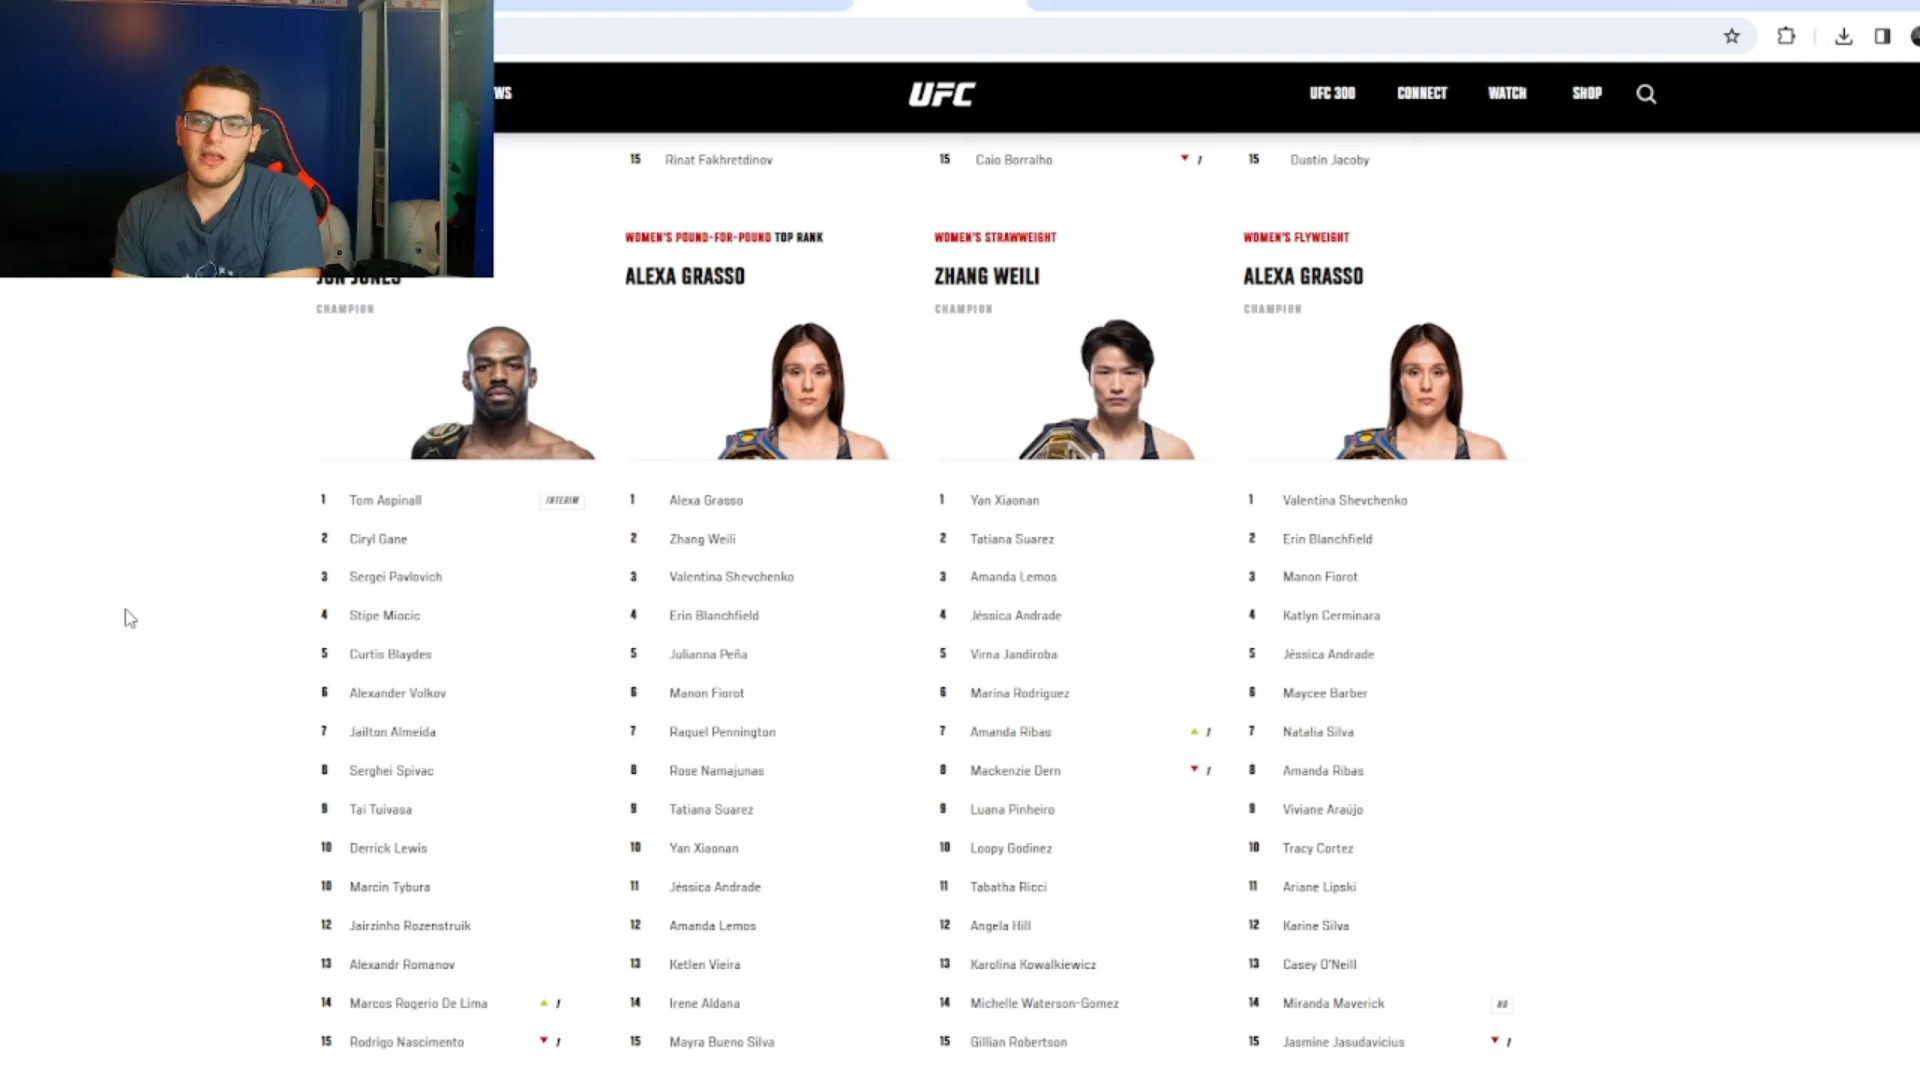 WS
UFC
UFC 300
CONNECT
WATCH
SHOP
15 Rinat Fakhretdinov
15 Caio Borralho 1
15 Dustin Jacoby
JON JONES
CHAMPION
1 Tom Aspinall INTERIM
2 Ciryl Gane
3 Sergei Pavlovich
4 Stipe Miocic
5 Curtis Blaydes
6 Alexander Volkov
7 Jailton Almeida
8 Serghei Spivac
9 Tai Tuivasa
10 Derrick Lewis
10 Marcin Tybura
12 Jairzinho Rozenstruik
13 Alexandr Romanov
14 Marcos Rogerio De Lima 1
15 Rodrigo Nascimento 1
WOMEN'S POUND-FOR-POUND TOP RANK
ALEXA GRASSO
1 Alexa Grasso
2 Zhang Weili
3 Valentina Shevchenko
4 Erin Blanchfield
5 Julianna Peña
6 Manon Fiorot
7 Raquel Pennington
8 Rose Namajunas
9 Tatiana Suarez
10 Yan Xiaonan
11 Jéssica Andrade
12 Amanda Lemos
13 Ketlen Vieira
14 Irene Aldana
15 Mayra Bueno Silva
WOMEN'S STRAWWEIGHT
ZHANG WEILI
CHAMPION
1 Yan Xiaonan
2 Tatiana Suarez
3 Amanda Lemos
4 Jéssica Andrade
5 Virna Jandiroba
6 Marina Rodriguez
7 Amanda Ribas 1
8 Mackenzie Dern 1
9 Luana Pinheiro
10 Loopy Godinez
11 Tabatha Ricci
12 Angela Hill
13 Karolina Kowalkiewicz
14 Michelle Waterson-Gomez
15 Gillian Robertson
WOMEN'S FLYWEIGHT
ALEXA GRASSO
CHAMPION
1 Valentina Shevchenko
2 Erin Blanchfield
3 Manon Fiorot
4 Katlyn Cerminara
5 Jéssica Andrade
6 Maycee Barber
7 Natalia Silva
8 Amanda Ribas
9 Viviane Araújo
10 Tracy Cortez
11 Ariane Lipski
12 Karine Silva
13 Casey O'Neill
14 Miranda Maverick
15 Jasmine Jasudavicius 1